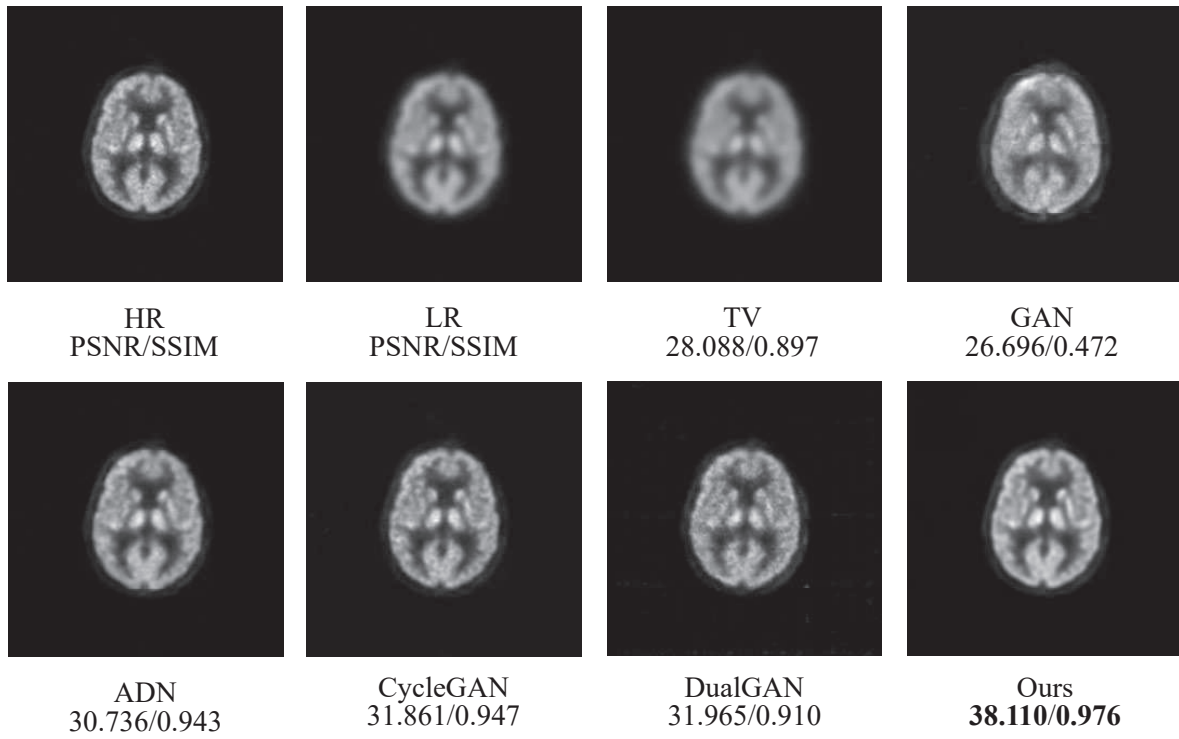 HR
PSNR/SSIM
LR
PSNR/SSIM
TV
28.088/0.897
GAN
26.696/0.472
ADN
30.736/0.943
CycleGAN
31.861/0.947
DualGAN
31.965/0.910
Ours
38.110/0.976